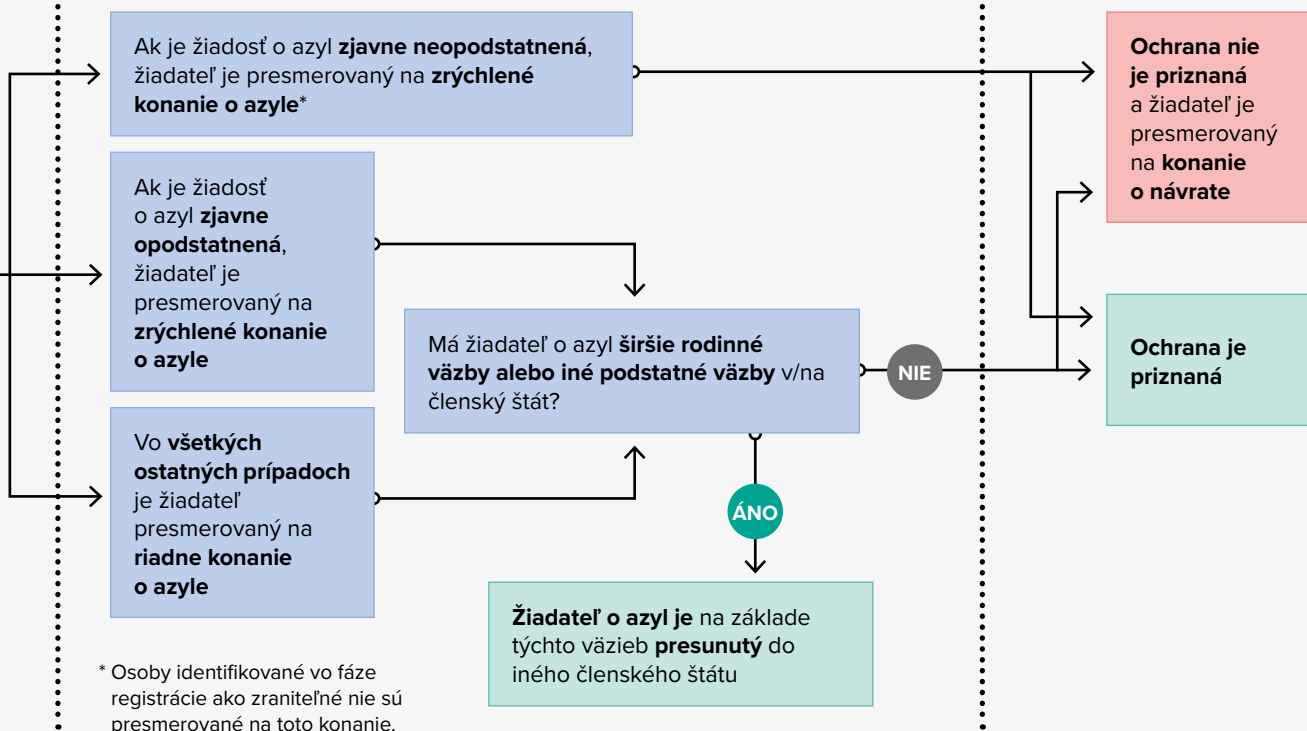 Ak je žiadosť o azyl zjavne neopodstatnená,
žiadateľ je presmerovaný na zrýchlené
konanie o azyle*
Ak je žiadosť
o azyl zjavne
opodstatnená,
žiadateľ je
presmerovaný na
zrýchlené konanie
o azyle
Vo všetkých
ostatných prípadoch
je žiadateľ
presmerovaný na
riadne konanie
o azyle
Má žiadateľ o azyl širšie rodinné
väzby alebo iné podstatné väzby v/na
členský štát?
NIE
ÁNO
Žiadateľ o azyl je na základe
týchto väzieb presunutý do
iného členského štátu
Ochrana nie
je priznaná
a žiadateľ je
presmerovaný
na konanie
o návrate
Ochrana je
priznaná
* Osoby identifikované vo fáze
registrácie ako zraniteľné nie sú
presmerované na toto konanie.